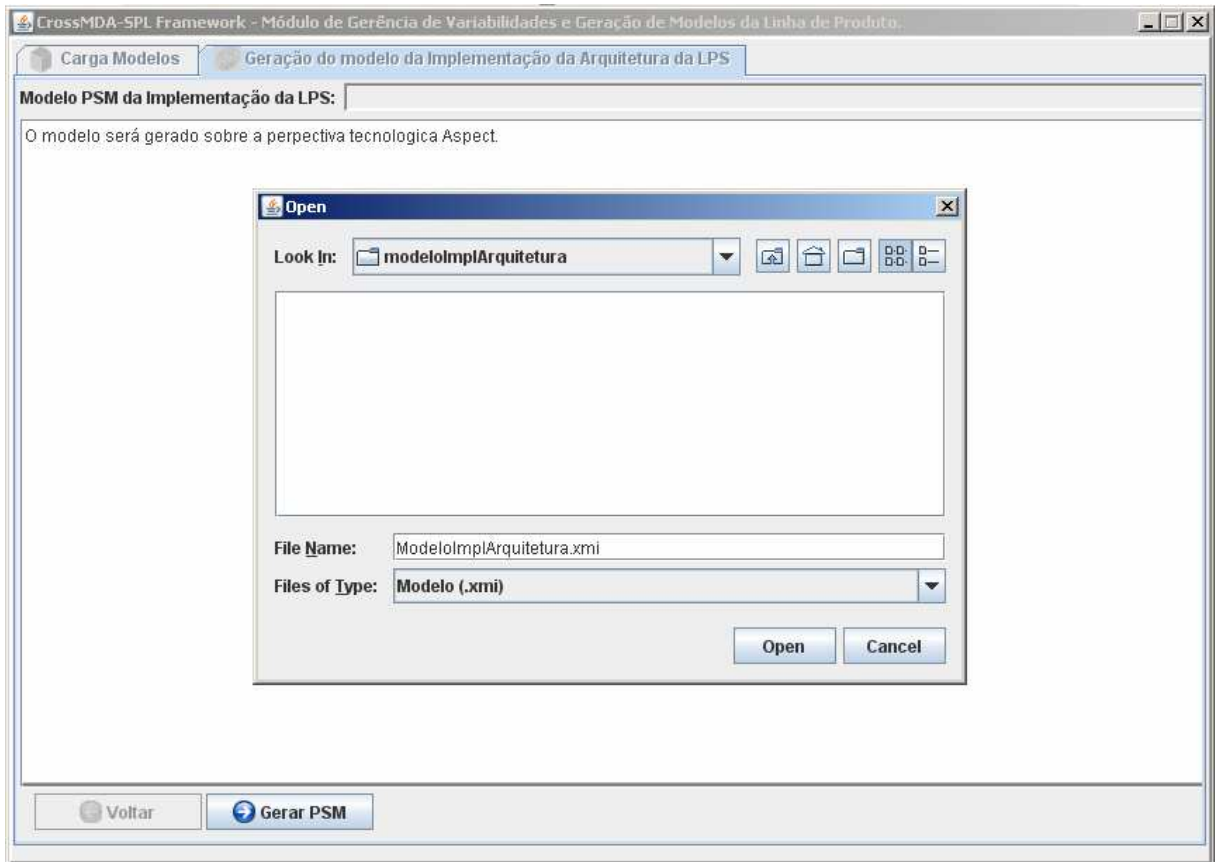 CrossMDA-SPL Framework - Módulo de Gerência de Variabilidades e Geração de Modelos da Linha de Produto.
Carga Modelos
Geração do modelo da Implementação da Arquitetura da LPS
Modelo PSM da Implementação da LPS:
O modelo será gerado sobre a perpectiva tecnologica Aspect.
Open
Look In:
modeloImplArquitetura
File Name:
ModeloImplArquitetura.xmi
Files of Type:
Modelo (.xmi)
Open
Cancel
Voltar
Gerar PSM